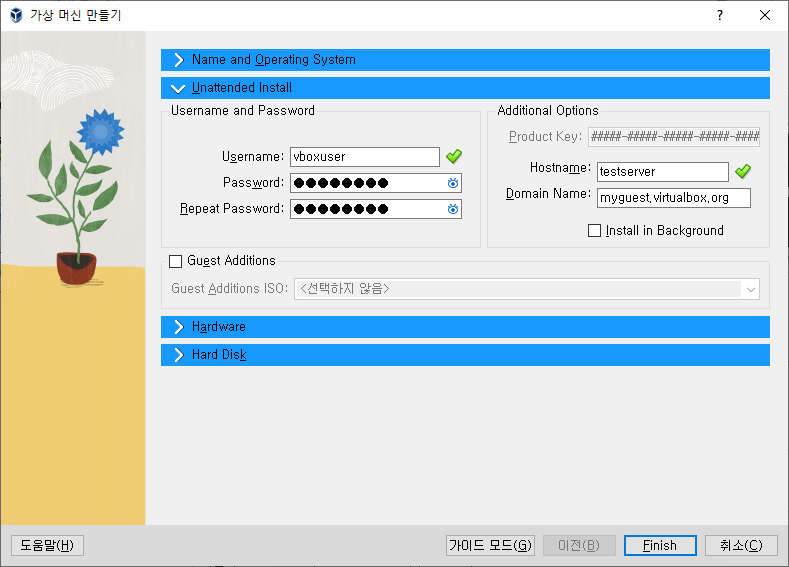 가상 머신 만들기
?
Name and Operating System
Unattended Install
Username and Password
Username: vboxuser
Password: ●●●●●●●●
Repeat Password: ●●●●●●●●
Additional Options
Product Key: #####-#####-#####-#####-####
Hostname: testserver
Domain Name: myguest.virtualbox.org
Install in Background
Guest Additions
Guest Additions ISO: <선택하지 않음>
Hardware
Hard Disk
도움말(H) 가이드 모드(G) 이전(B) Finish 취소(C)